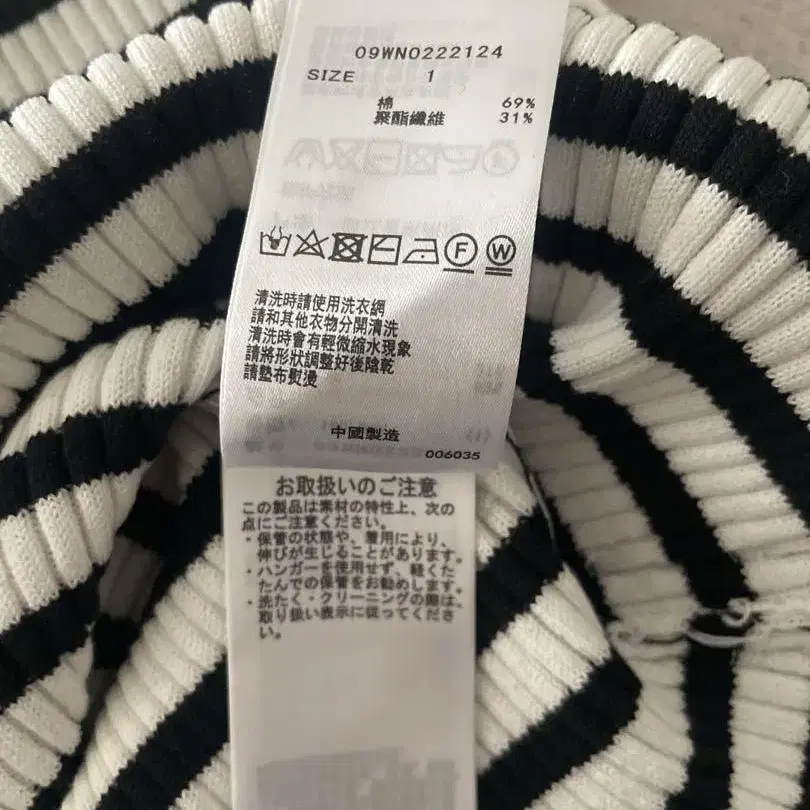 09WN0222124
SIZE 1
棉 69%
聚酯纖維 31%
F W
清洗時請使用洗衣網
請和其他衣物分開清洗
清洗時會有輕微縮水現象
請將形狀調整好後陰乾
請墊布熨燙
中國製造
006035
お取扱いのご注意
この製品は素材の特性上、次の
点にご注意ください。
・保管の状態や、着用により、
伸びが生じることがあります。
・ハンガーを使用せず、軽くた
たんでの保管をお勧めします。
・洗たく・クリーニングの際は、
取り扱い表示に従ってくださ
い。